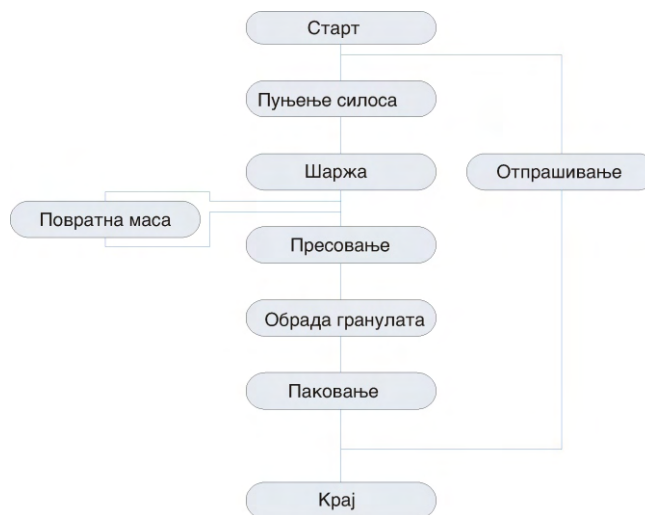 Старт
Пуњење силоса
Шаржа
Отпрашивање
Повратна маса
Пресовање
Обрада гранулата
Паковање
Крај